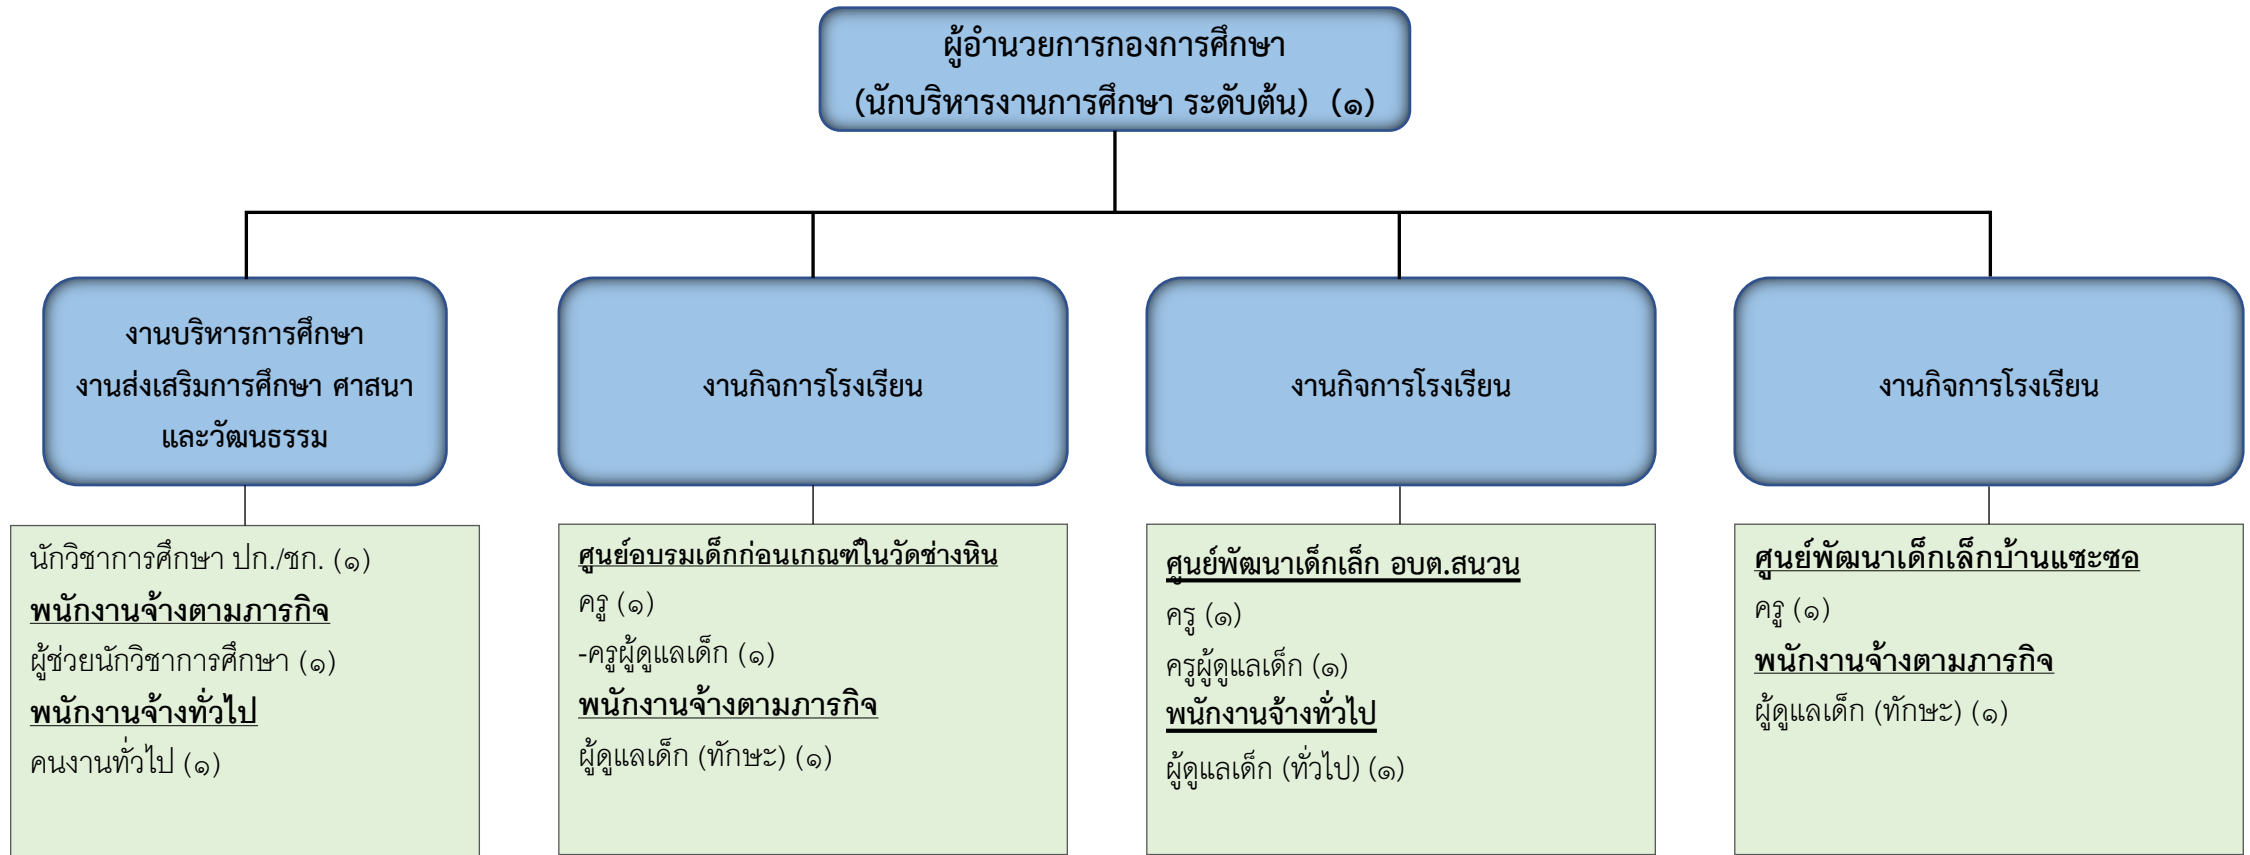 ผู้อำนวยการกองการศึกษา
(นักบริหารงานการศึกษา ระดับต้น) (๑)
งานบริหารการศึกษา
งานส่งเสริมการศึกษา ศาสนา
และวัฒนธรรม
งานกิจการโรงเรียน
งานกิจการโรงเรียน
งานกิจการโรงเรียน
นักวิชาการศึกษา ปก./ชก. (๑)
พนักงานจ้างตามภารกิจ
ผู้ช่วยนักวิชาการศึกษา (๑)
พนักงานจ้างทั่วไป
คนงานทั่วไป (๑)
ศูนย์อบรมเด็กก่อนเกณฑ์ในวัดช่างหิน
ครู (๑)
-ครูผู้ดูแลเด็ก (๑)
พนักงานจ้างตามภารกิจ
ผู้ดูแลเด็ก (ทักษะ) (๑)
ศูนย์พัฒนาเด็กเล็ก อบต.สนวน
ครู (๑)
ครูผู้ดูแลเด็ก (๑)
พนักงานจ้างทั่วไป
ผู้ดูแลเด็ก (ทั่วไป) (๑)
ศูนย์พัฒนาเด็กเล็กบ้านแซะซอ
ครู (๑)
พนักงานจ้างตามภารกิจ
ผู้ดูแลเด็ก (ทักษะ) (๑)